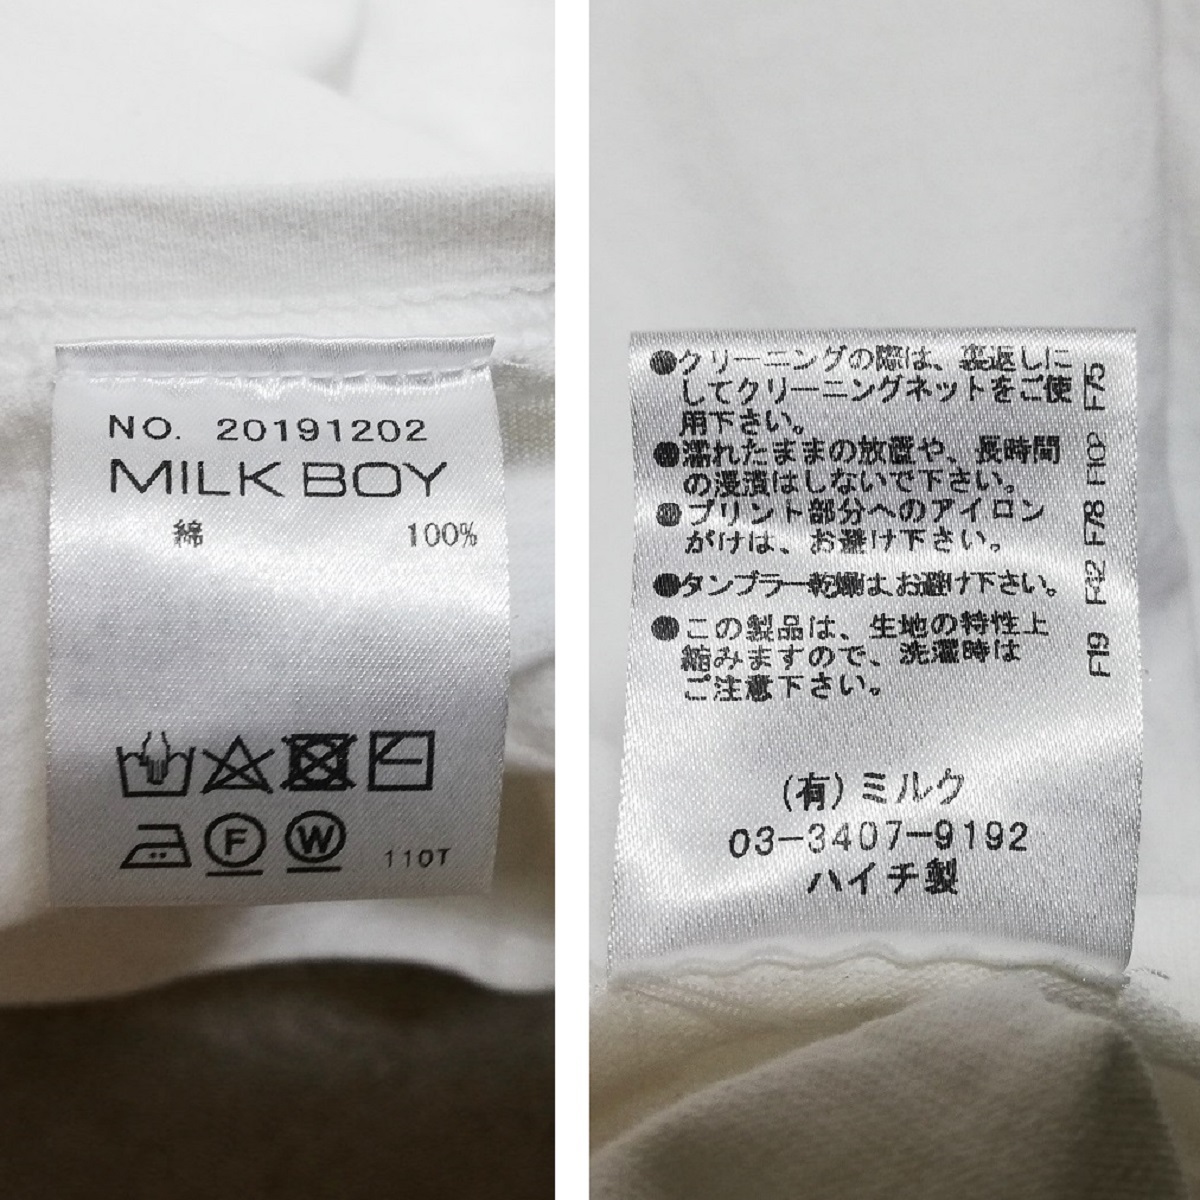 NO. 20191202
MILK BOY
綿 100%
F
W
110T
●クリーニングの際は、裏返しに
してクリーニングネットをご使
用下さい。
●濡れたままの放置や、長時間
の浸漬はしないで下さい。
●プリント部分へのアイロン
がけは、お避け下さい。
●タンブラー乾燥は、お避け下さい。
●この製品は、生地の特性上
縮みますので、洗濯時は
ご注意下さい。
F19 F42 F78 F10P F175
(有)ミルク
03-3407-9192
ハイチ製